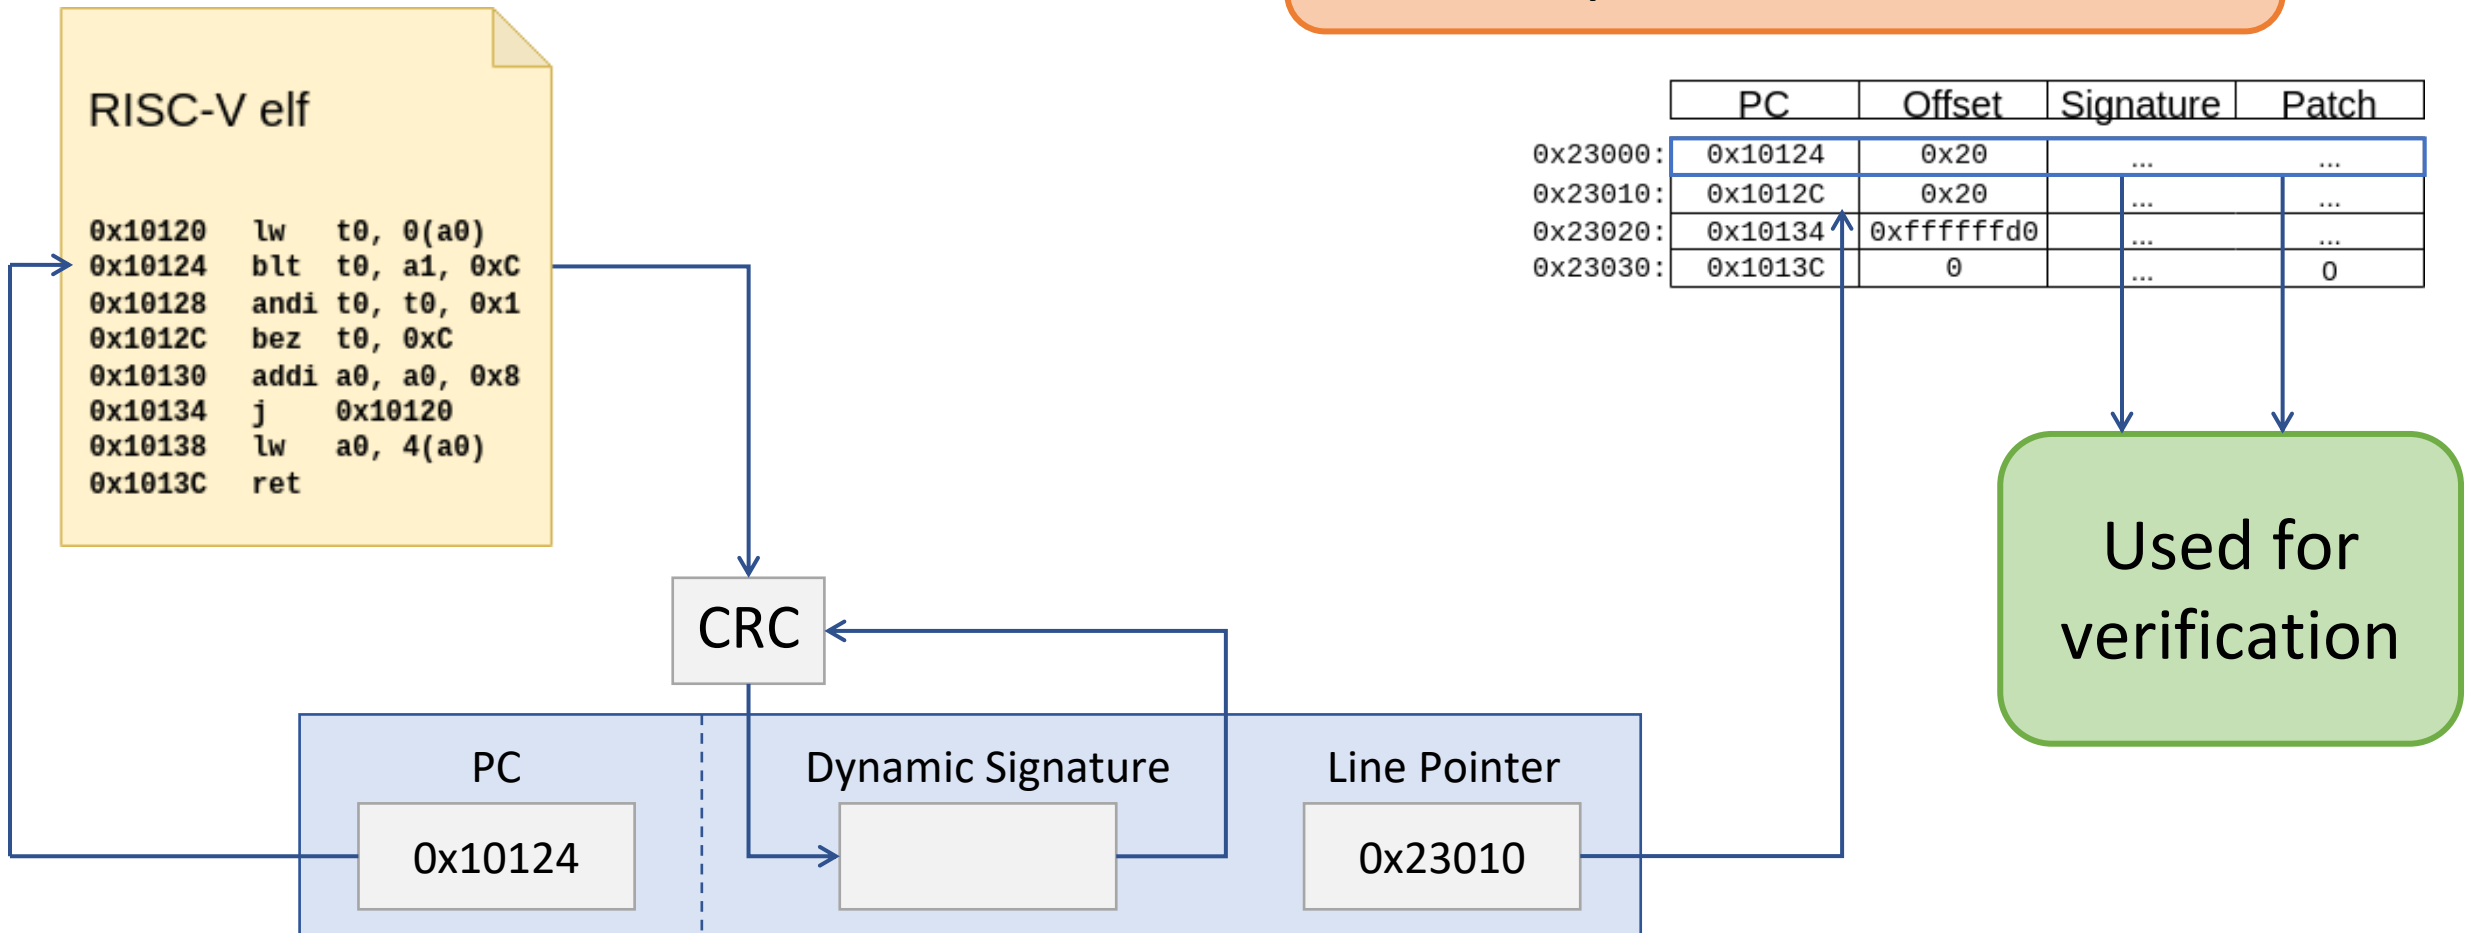 RISC-V elf
0x10120 lw t0, 0(a0)
0x10124 blt t0, a1, 0xC
0x10128 andi t0, t0, 0x1
0x1012C bez t0, 0xC
0x10130 addi a0, a0, 0x8
0x10134 j 0x10120
0x10138 lw a0, 4(a0)
0x1013C ret
PC Offset Signature Patch
0x23000: 0x10124 0x20 ... ...
0x23010: 0x1012C 0x20 ... ...
0x23020: 0x10134 0xffffffd0 ... ...
0x23030: 0x1013C 0 ... 0
Used for
verification
CRC
PC Dynamic Signature Line Pointer
0x10124 0x23010